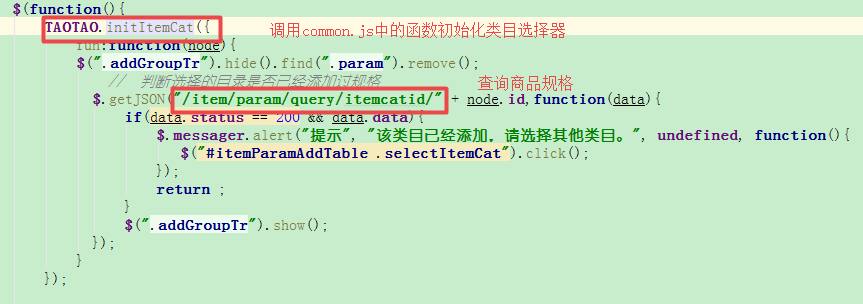 $(function(){
TAOTAO.initItemCat({ 调用common.js中的函数初始化类目选择器
fun:function(node){
$(".addGroupTr").hide().find(".param").remove();
// 判断选择的目录是否已经添加过规格
查询商品规格
$.getJSON("/item/param/query/itemcatid/" + node.id,function(data){
if(data.status == 200 && data.data){
$.messager.alert("提示", "该类目已经添加，请选择其他类目。", undefined, function(){
$("#itemParamAddTable .selectItemCat").click();
});
return ;
}
$(".addGroupTr").show();
});
}
});